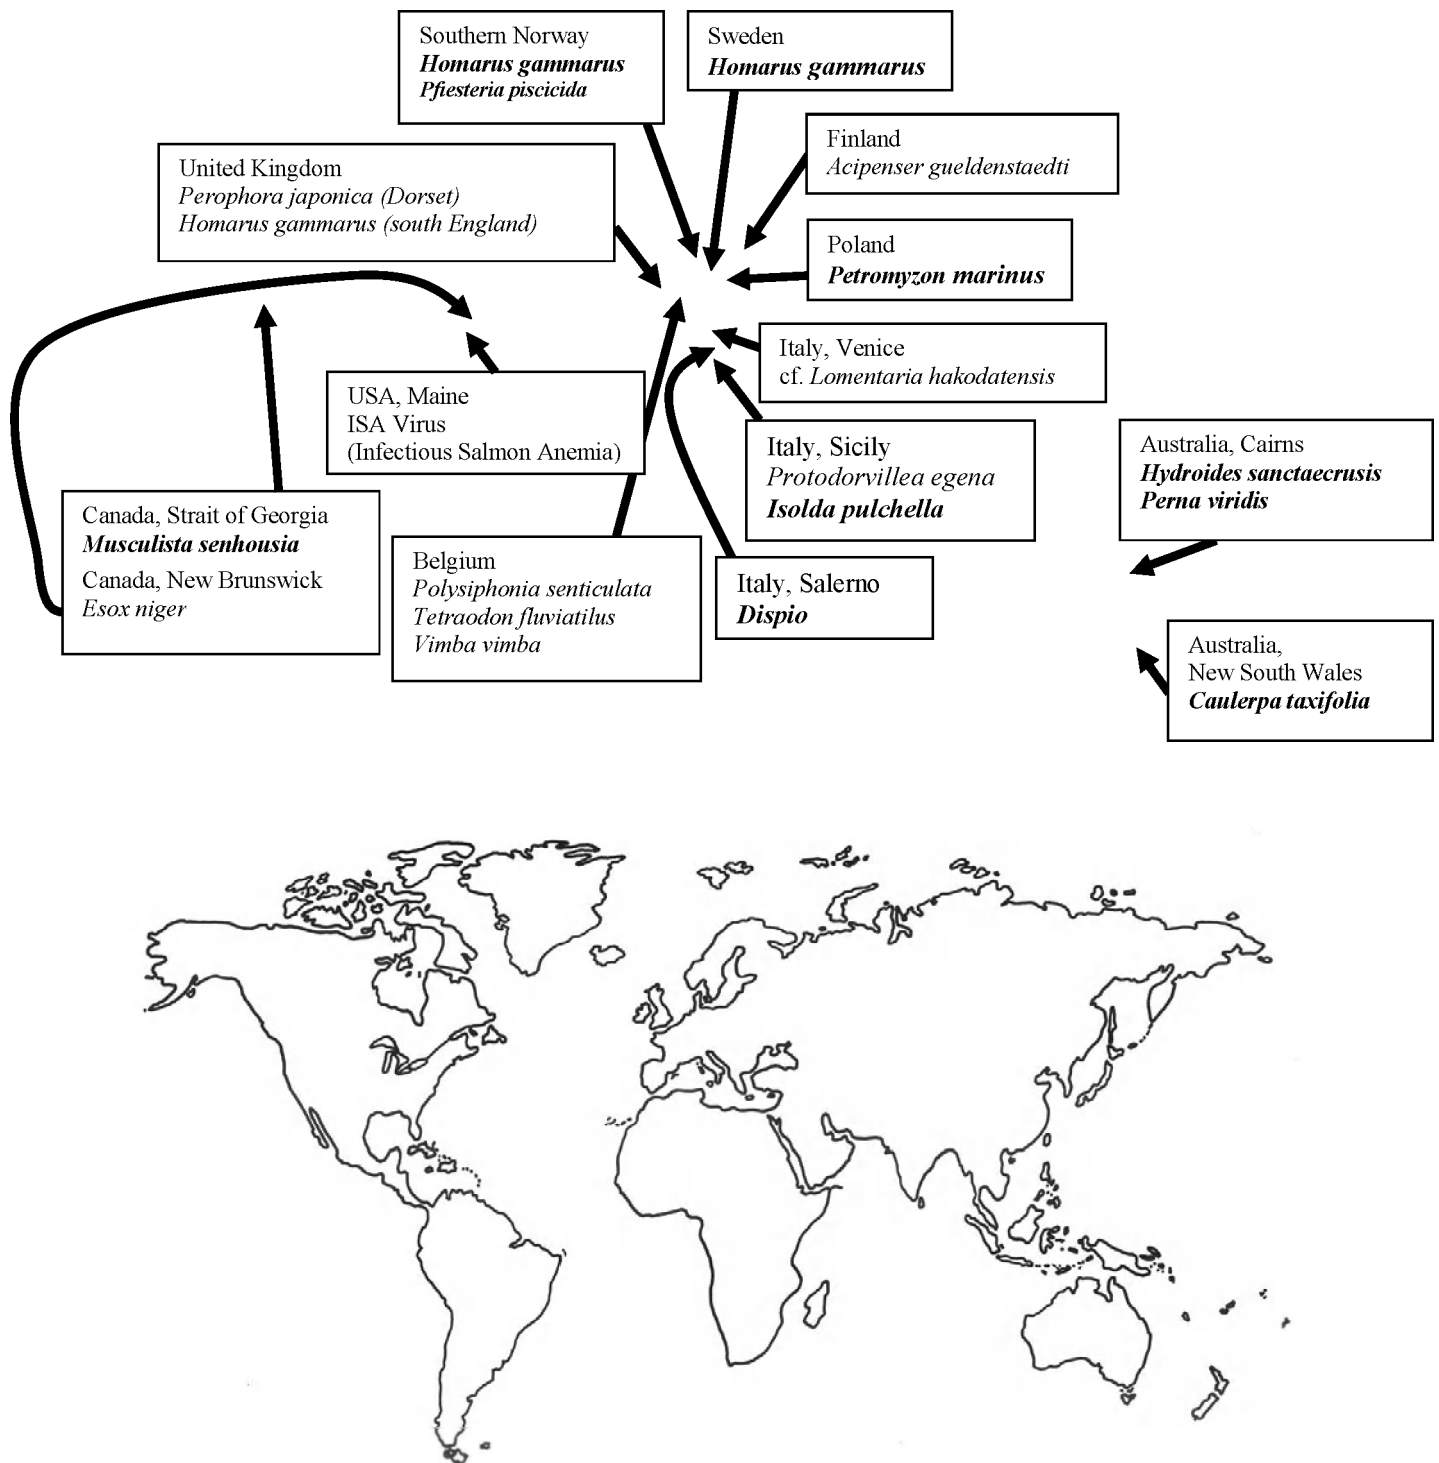 Southern Norway
Homarus gammarus
Pfiesteria piscicida
Sweden
Homarus gammarus
Finland
Acipenser gueldenstaedti
United Kingdom
Perophora japonica (Dorset)
Homarus gammarus (south England)
Poland
Petromyzon marinus
Italy, Venice
cf. Lomentaria hakodatensis
USA, Maine
ISA Virus
(Infectious Salmon Anemia)
Italy, Sicily
Protodorvillea egena
Isolda pulchella
Australia, Cairns
Hydroides sanctaecrusis
Perna viridis
Canada, Strait of Georgia
Musculista senhousia
Canada, New Brunswick
Esox niger
Belgium
Polysiphonia senticulata
Tetraodon fluviatilus
Vimba vimba
Italy, Salerno
Dispio
Australia,
New South Wales
Caulerpa taxifolia